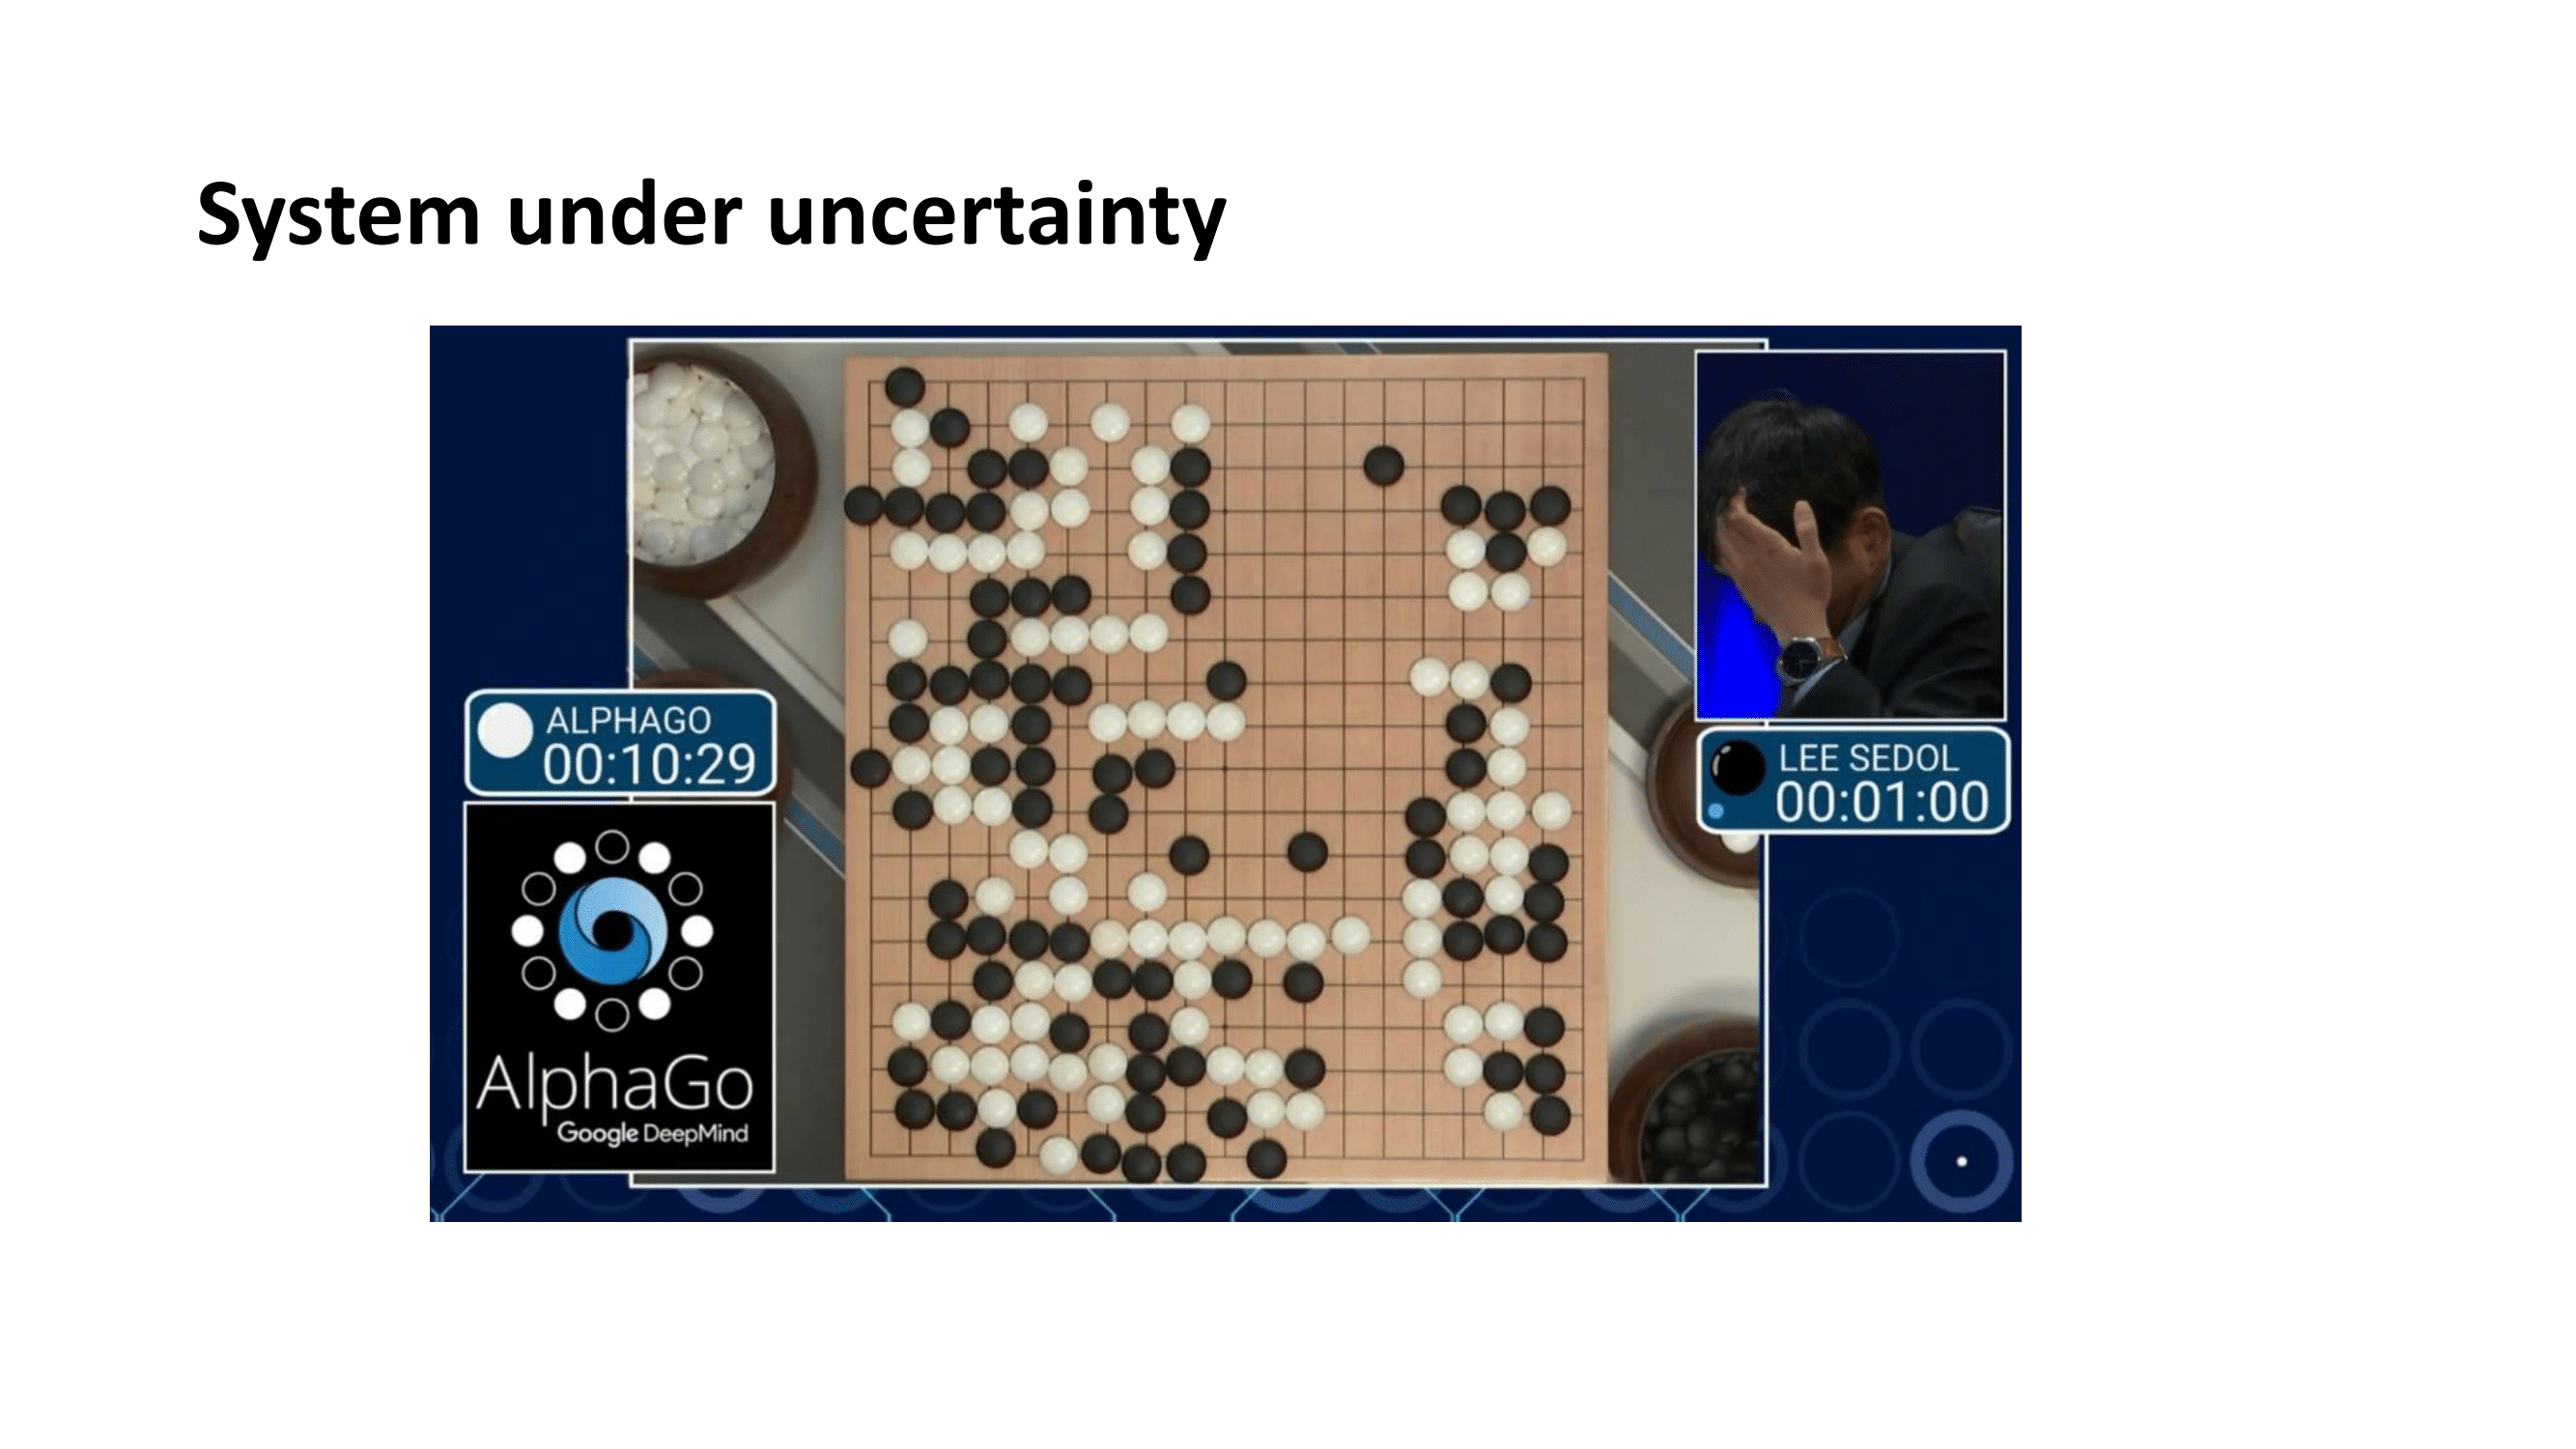 System under uncertainty
ALPHAGO
00:10:29
AlphaGo
Google DeepMind
LEE SEDOL
00:01:00